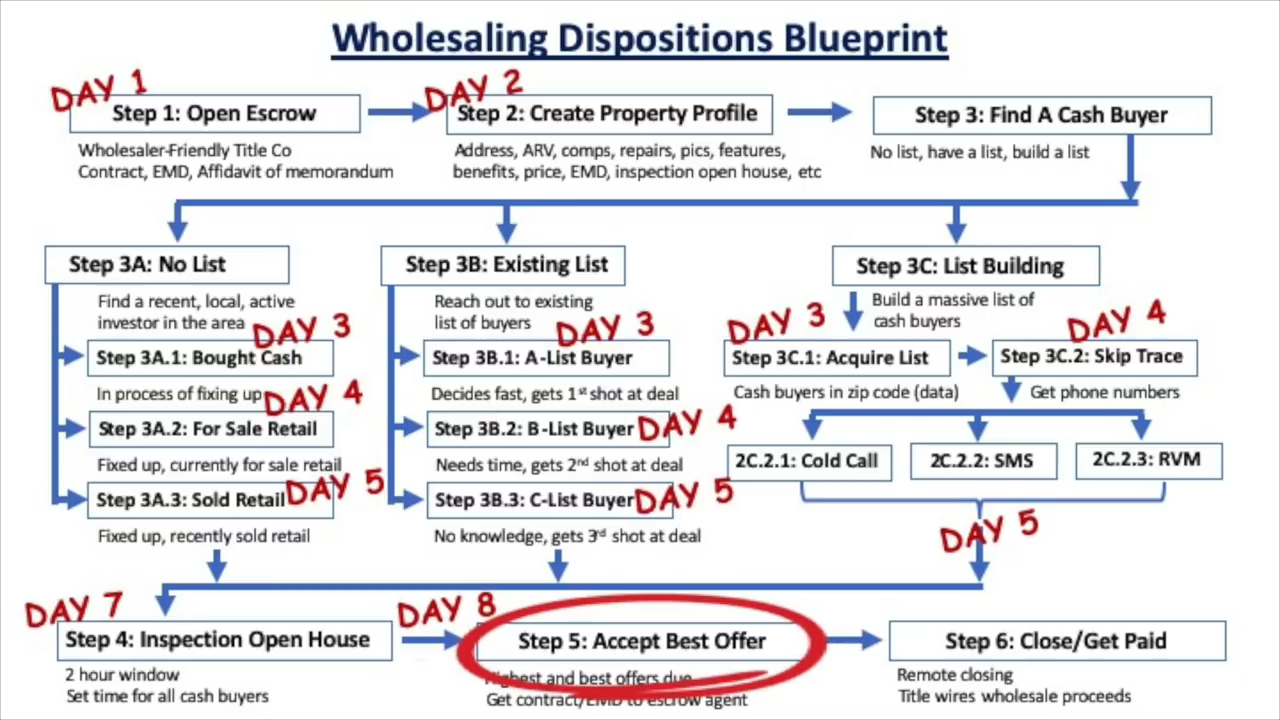 Wholesaling Dispositions Blueprint
DAY 1
Step 1: Open Escrow
Wholesaler-Friendly Title Co
Contract, EMD, Affidavit of memorandum
DAY 2
Step 2: Create Property Profile
Address, ARV, comps, repairs, pics, features,
benefits, price, EMD, inspection open house, etc
Step 3: Find A Cash Buyer
No list, have a list, build a list
Step 3A: No List
Find a recent, local, active
investor in the area
DAY 3
Step 3A.1: Bought Cash
In process of fixing up
DAY 4
Step 3A.2: For Sale Retail
Fixed up, currently for sale retail
Step 3A.3: Sold Retail
DAY 5
Fixed up, recently sold retail
Step 3B: Existing List
Reach out to existing
list of buyers
DAY 3
Step 3B.1: A-List Buyer
Decides fast, gets 1st shot at deal
Step 3B.2: B-List Buyer
DAY 4
Needs time, gets 2nd shot at deal
Step 3B.3: C-List Buyer
DAY 5
No knowledge, gets 3rd shot at deal
Step 3C: List Building
Build a massive list of
cash buyers
DAY 3
Step 3C.1: Acquire List
Cash buyers in zip code (data)
DAY 4
Step 3C.2: Skip Trace
Get phone numbers
2C.2.1: Cold Call
2C.2.2: SMS
2C.2.3: RVM
DAY 5
DAY 7
Step 4: Inspection Open House
2 hour window
Set time for all cash buyers
DAY 8
Step 5: Accept Best Offer
Highest and best offers due
Get contract/EMD to escrow agent
Step 6: Close/Get Paid
Remote closing
Title wires wholesale proceeds